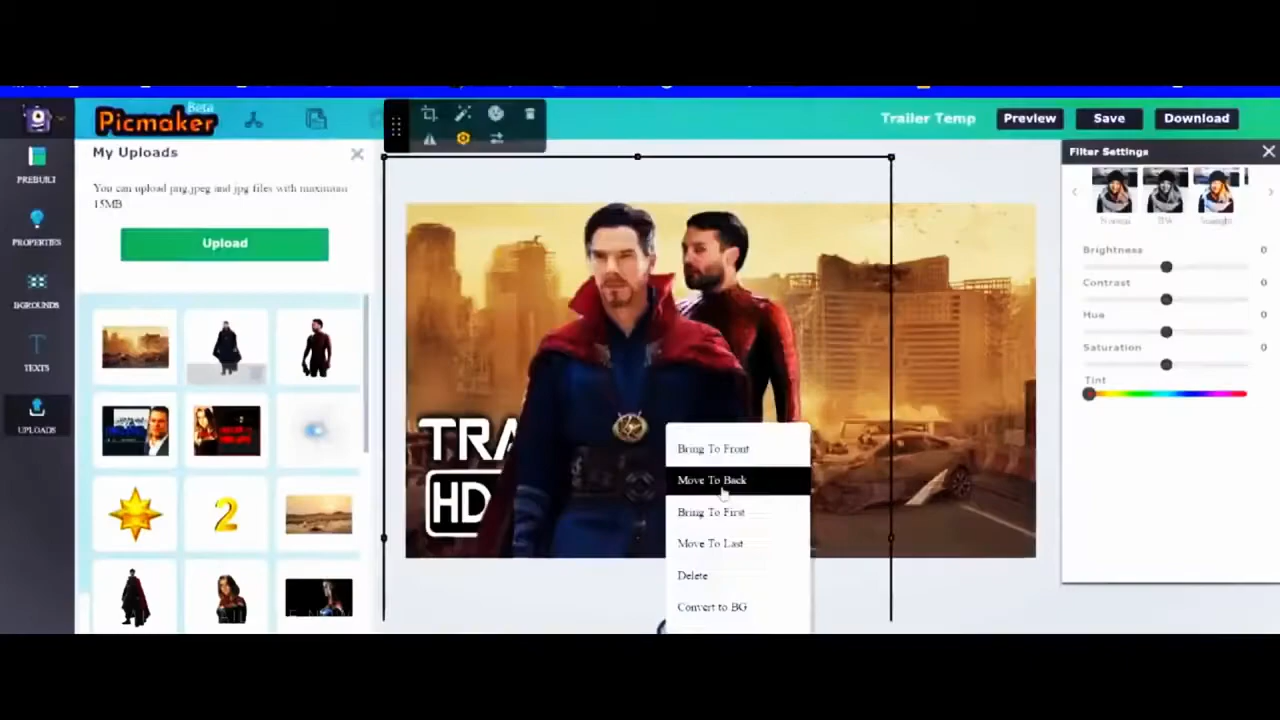 Beta
Picmaker
Trailer Temp
Preview
Save
Download
My Uploads
You can upload png,jpeg and jpg files with maximum
15MB
Upload
PREBUILT
PROPERTIES
BGROUNDS
TEXTS
UPLOADS
2
TRA
HD
Bring To Front
Move To Back
Bring To First
Move To Last
Delete
Convert to BG
Filter Settings
Normal
BW
Brightness 0
Contrast 0
Hue 0
Saturation 0
Tint